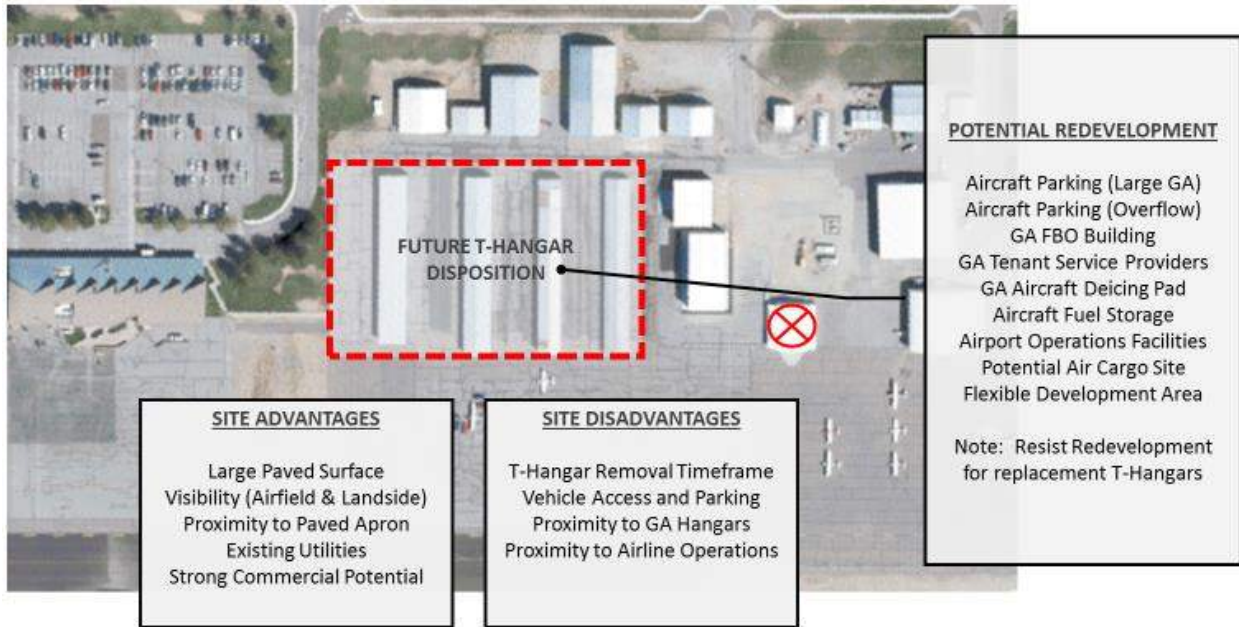 FUTURE T-HANGAR
DISPOSITION
SITE ADVANTAGES
Large Paved Surface
Visibility (Airfield & Landside)
Proximity to Paved Apron
Existing Utilities
Strong Commercial Potential
SITE DISADVANTAGES
T-Hangar Removal Timeframe
Vehicle Access and Parking
Proximity to GA Hangars
Proximity to Airline Operations
POTENTIAL REDEVELOPMENT
Aircraft Parking (Large GA)
Aircraft Parking (Overflow)
GA FBO Building
GA Tenant Service Providers
GA Aircraft Deicing Pad
Aircraft Fuel Storage
Airport Operations Facilities
Potential Air Cargo Site
Flexible Development Area
Note: Resist Redevelopment
for replacement T-Hangars